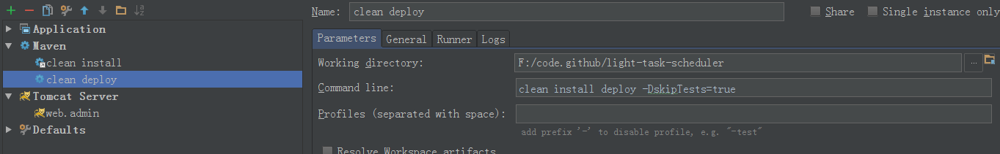 Name: clean deploy Share Single instance only
Application
Maven
clean install
clean deploy
Tomcat Server
web.admin
Defaults
Parameters General Runner Logs
Working directory: F:/code.github/light-task-scheduler ...
Command line: clean install deploy -DskipTests=true
Profiles (separated with space):
add prefix '-' to disable profile, e.g. "-test"
Resolve Workspace artifacts